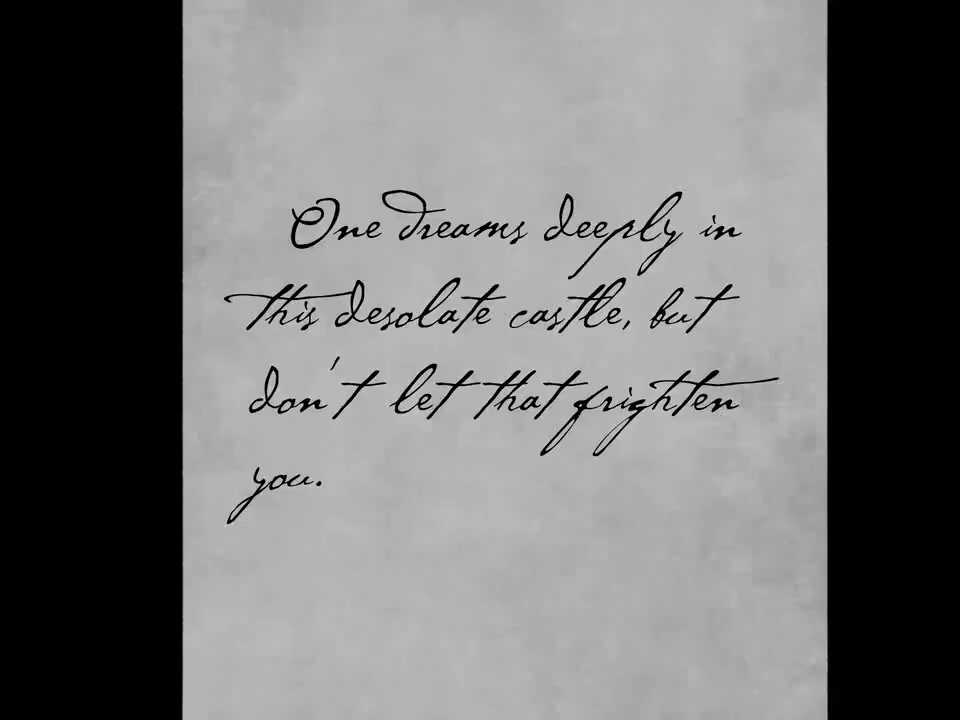 One dreams deeply in
this desolate castle, but
don't let that frighten
you.